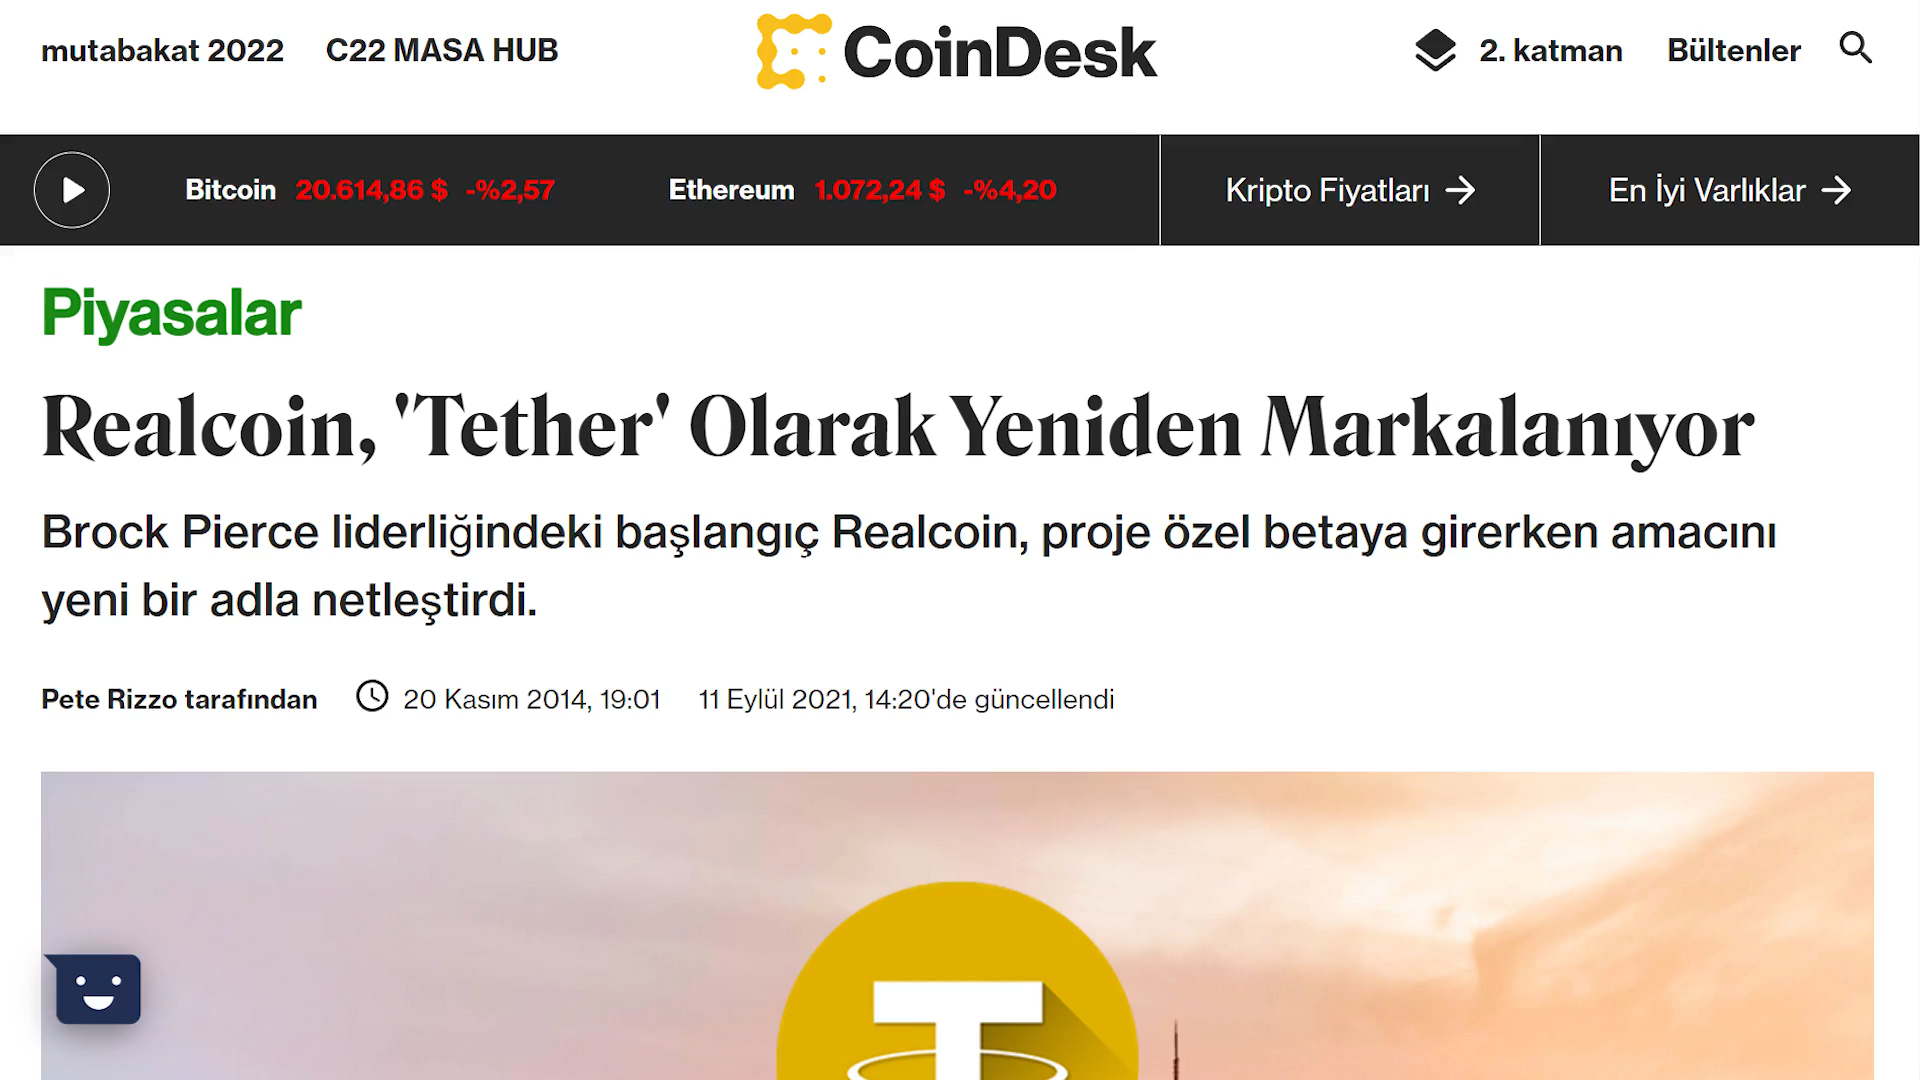 mutabakat 2022 C22 MASA HUB CoinDesk 2. katman Bültenler
Bitcoin 20.614,86 $ -%2,57 Ethereum 1.072,24 $ -%4,20 Kripto Fiyatları → En İyi Varlıklar →
Piyasalar
Realcoin, 'Tether' Olarak Yeniden Markalanıyor
Brock Pierce liderliğindeki başlangıç Realcoin, proje özel betaya girerken amacını
yeni bir adla netleştirdi.
Pete Rizzo tarafından 20 Kasım 2014, 19:01 11 Eylül 2021, 14:20'de güncellendi